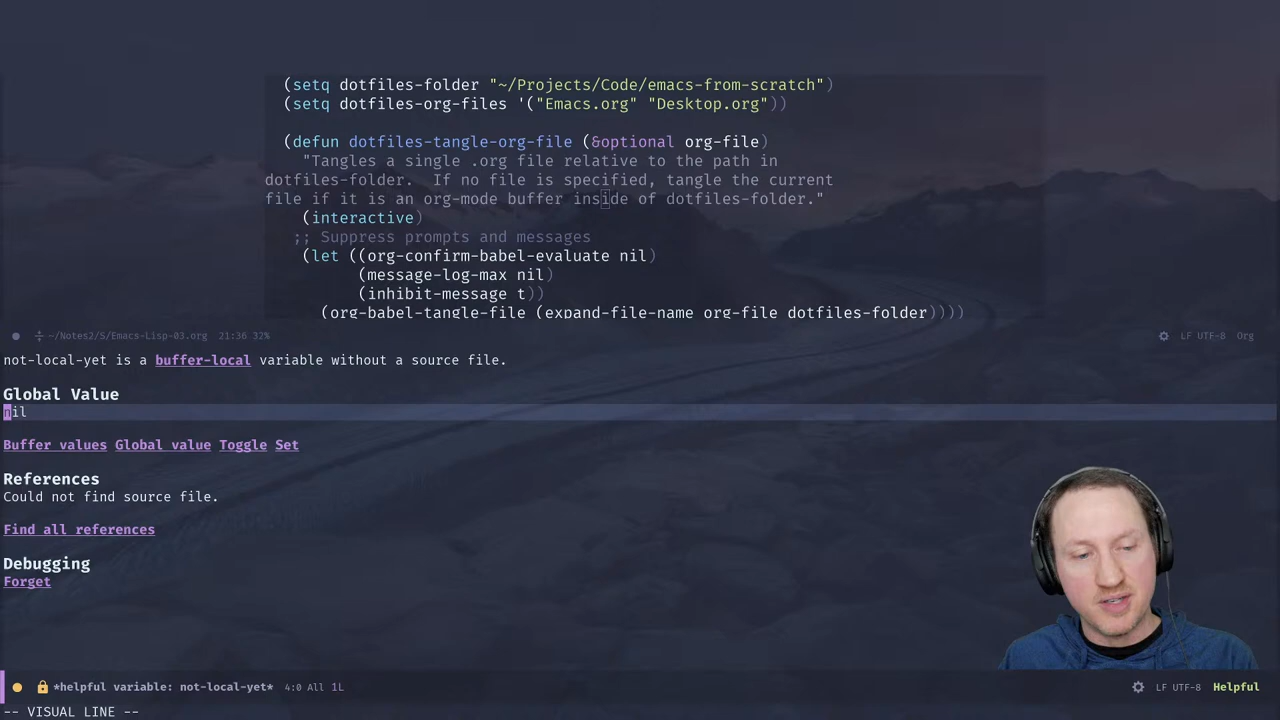 (setq dotfiles-folder "~/Projects/Code/emacs-from-scratch")
(setq dotfiles-org-files '("Emacs.org" "Desktop.org"))
(defun dotfiles-tangle-org-file (&optional org-file)
"Tangles a single .org file relative to the path in
dotfiles-folder.  If no file is specified, tangle the current
file if it is an org-mode buffer inside of dotfiles-folder."
(interactive)
;; Suppress prompts and messages
(let ((org-confirm-babel-evaluate nil)
(message-log-max nil)
(inhibit-message t))
(org-babel-tangle-file (expand-file-name org-file dotfiles-folder))))
~/Notes2/S/Emacs-Lisp-03.org 21:36 32% LF UTF-8 Org
not-local-yet is a buffer-local variable without a source file.
Global Value
nil
Buffer values Global value Toggle Set
References
Could not find source file.
Find all references
Debugging
Forget
*helpful variable: not-local-yet* 4:0 All 1L LF UTF-8 Helpful
-- VISUAL LINE --